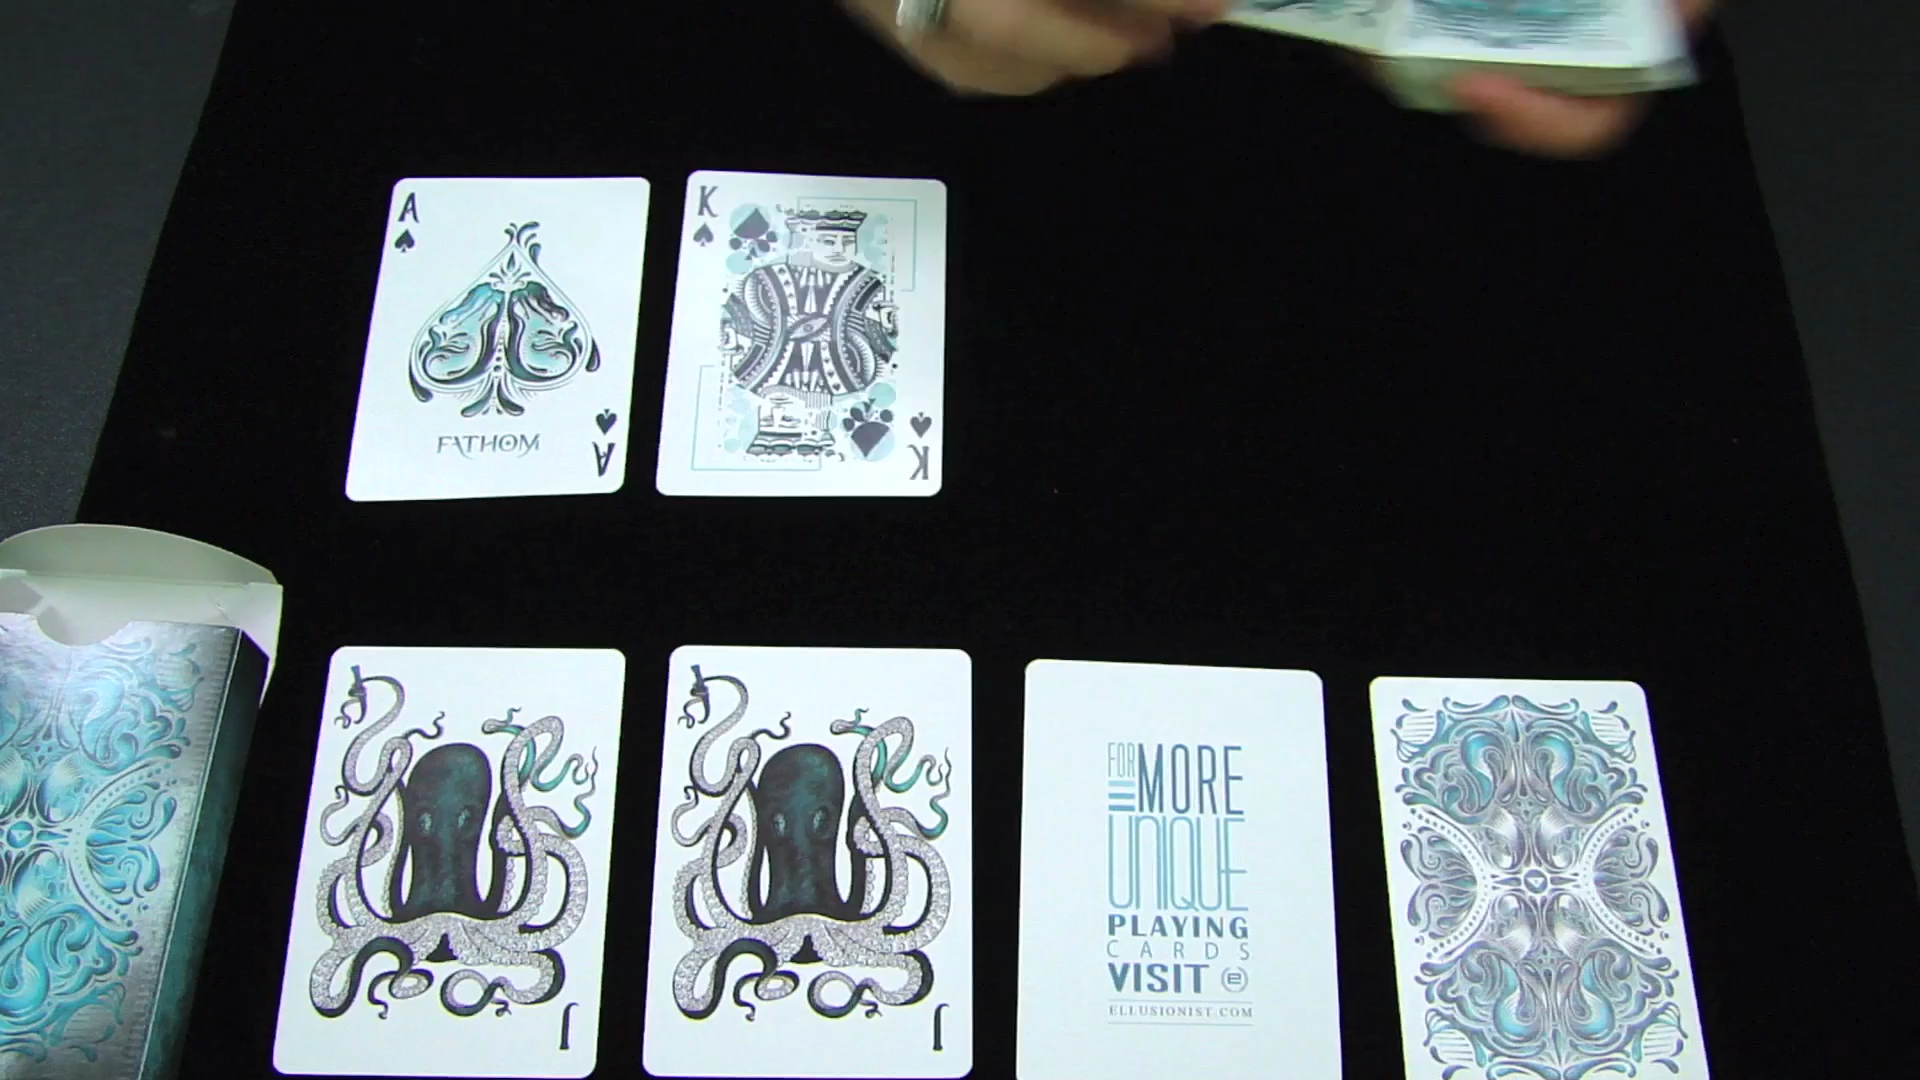 A
FATHOM
A
K
K
J
J
FOR
MORE
UNIQUE
PLAYING
CARDS
VISIT e
ELLUSIONIST.COM